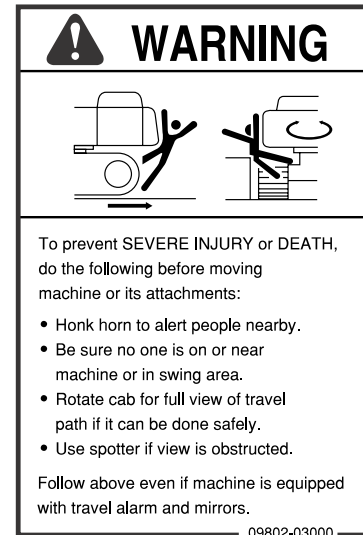 WARNING
To prevent SEVERE INJURY or DEATH,
do the following before moving
machine or its attachments:
• Honk horn to alert people nearby.
• Be sure no one is on or near
machine or in swing area.
• Rotate cab for full view of travel
path if it can be done safely.
• Use spotter if view is obstructed.
Follow above even if machine is equipped
with travel alarm and mirrors.
09802-03000